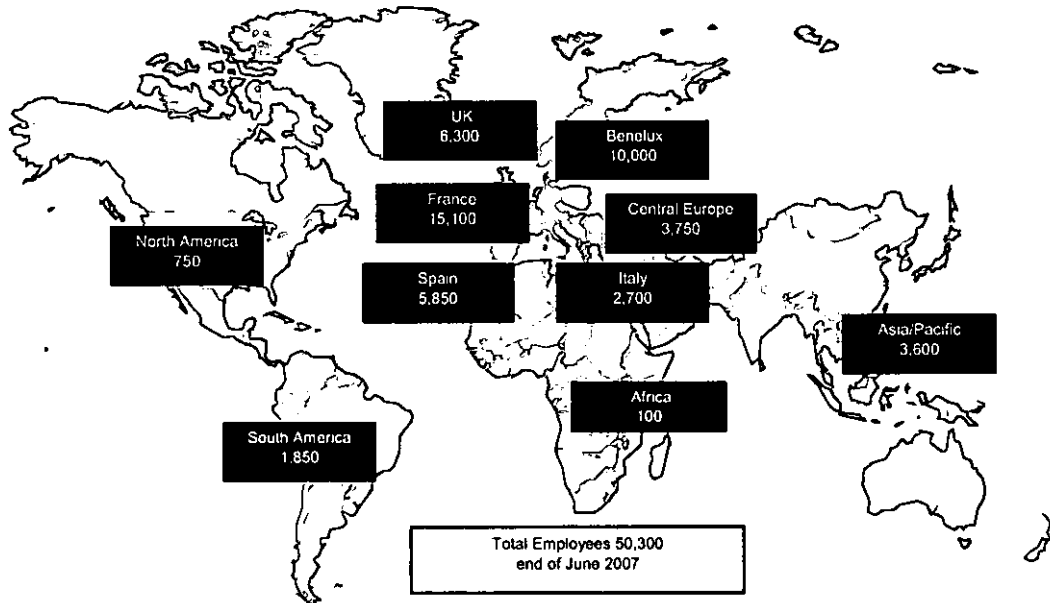 UK
6,300
Benelux
10,000
France
15,100
Central Europe
3,750
North America
750
Spain
5,850
Italy
2,700
Asia/Pacific
3,600
Africa
100
South America
1,850
Total Employees 50,300
end of June 2007